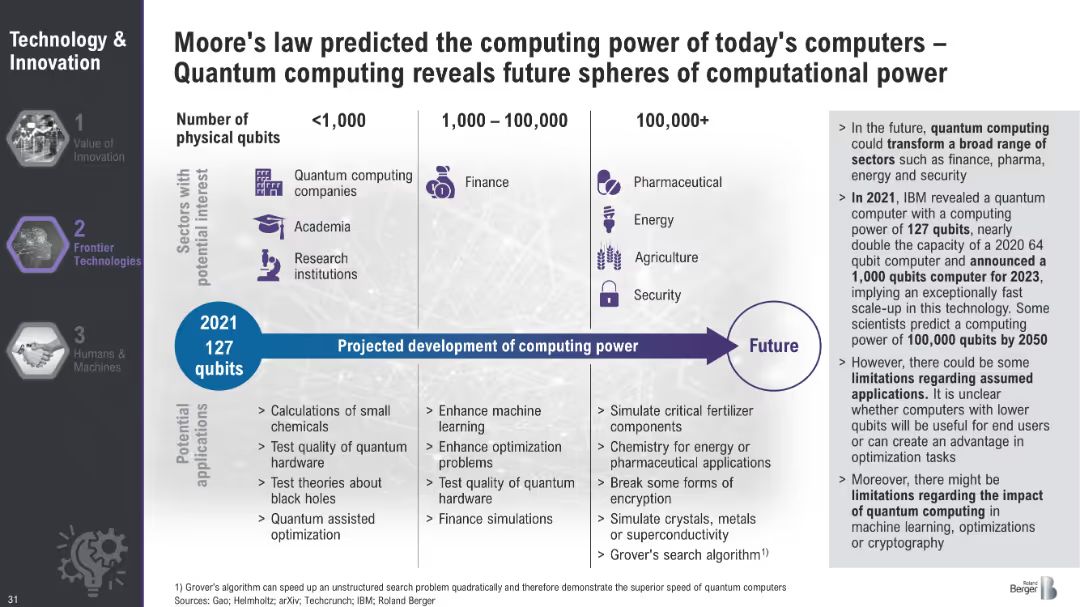 Technology &
Innovation
1
Value of
Innovation
2
Frontier
Technologies
3
Humans &
Machines
31
Moore's law predicted the computing power of today's computers –
Quantum computing reveals future spheres of computational power
Number of
physical qubits
<1,000
1,000 – 100,000
100,000+
Sectors with
potential interest
Quantum computing
companies
Academia
Research
institutions
Finance
1
Pharmaceutical
Energy
Agriculture
Security
2021
127
qubits
Projected development of computing power
Future
Potential
applications
> Calculations of small
chemicals
> Test quality of quantum
hardware
> Test theories about
black holes
> Quantum assisted
optimization
> Enhance machine
learning
> Enhance optimization
problems
> Test quality of quantum
hardware
> Finance simulations
> Simulate critical fertilizer
components
> Chemistry for energy or
pharmaceutical applications
> Break some forms of
encryption
> Simulate crystals, metals
or superconductivity
> Grover's search algorithm1)
> In the future, quantum computing
could transform a broad range of
sectors such as finance, pharma,
energy and security
> In 2021, IBM revealed a quantum
computer with a computing
power of 127 qubits, nearly
double the capacity of a 2020 64
qubit computer and announced a
1,000 qubits computer for 2023,
implying an exceptionally fast
scale-up in this technology. Some
scientists predict a computing
power of 100,000 qubits by 2050
> However, there could be some
limitations regarding assumed
applications. It is unclear
whether computers with lower
qubits will be useful for end users
or can create an advantage in
optimization tasks
> Moreover, there might be
limitations regarding the impact
of quantum computing in
machine learning, optimizations
or cryptography
1) Grover's algorithm can speed up an unstructured search problem quadratically and therefore demonstrate the superior speed of quantum computers
Sources: Gao; Helmholtz; arXiv; Techcrunch; IBM; Roland Berger
Roland
Berger
B